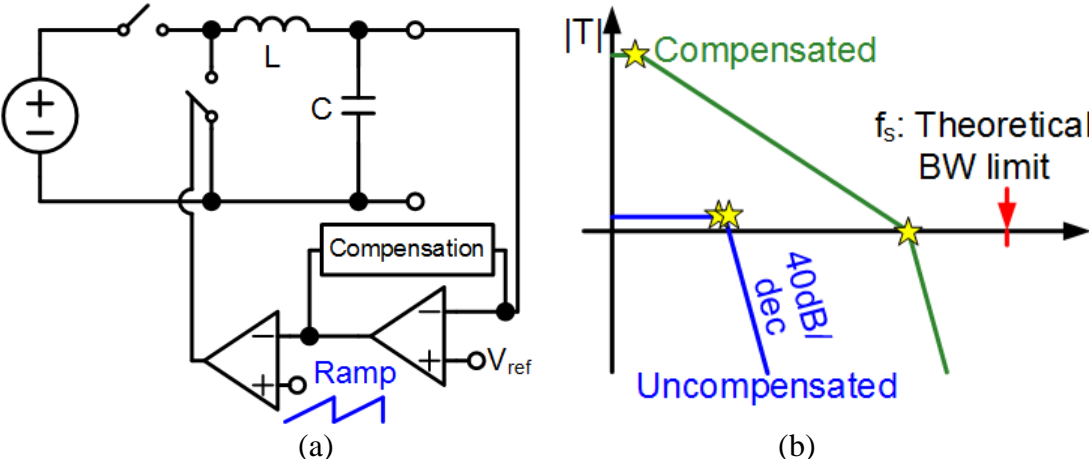 L
C
Compensation
Vref
Ramp
(a)
|T|
Compensated
fs: Theoretical
BW limit
40dB/
dec
Uncompensated
(b)